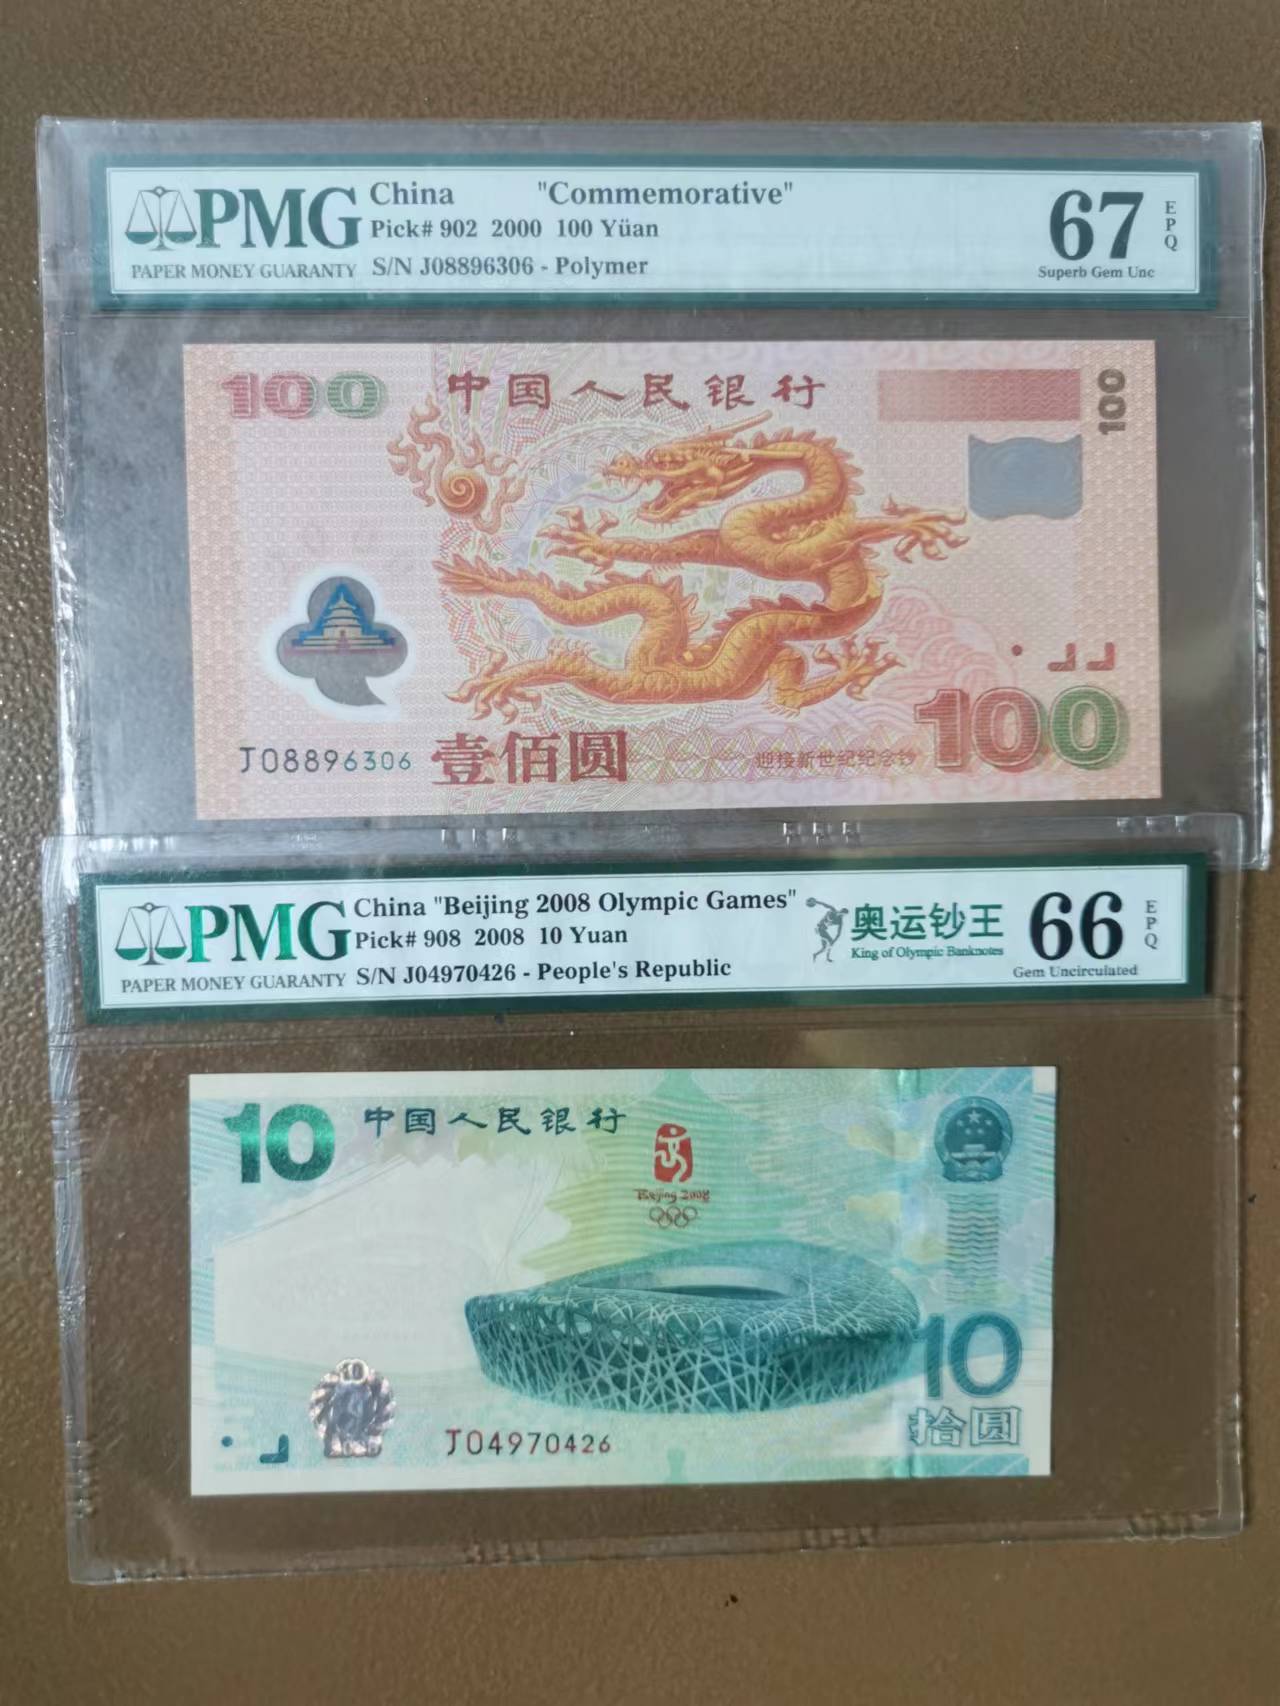 PMG
PAPER MONEY GUARANTY
China "Commemorative"
Pick# 902 2000 100 Yüan
S/N J08896306 - Polymer
67
EPQ
Superb Gem Unc
100
中国人民银行
100
J08896306
壹佰圆
迎接新世纪纪念钞
100
PMG
PAPER MONEY GUARANTY
China "Beijing 2008 Olympic Games"
Pick# 908 2008 10 Yuan
S/N J04970426 - People's Republic
奥运钞王
King of Olympic Banknotes
66
EPQ
Gem Uncirculated
10
中国人民银行
Beijing 2008
10
拾圆
10
J04970426